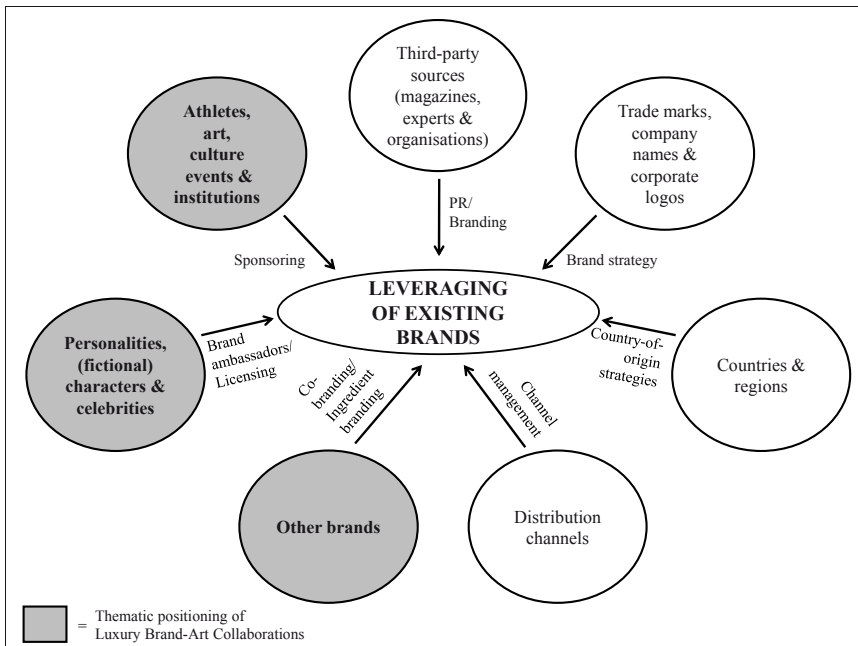 Third-party
sources
(magazines,
experts &
organisations)
Athletes,
art,
culture
events &
institutions
Trade marks,
company
names &
corporate
logos
PR/
Branding
Sponsoring
Brand strategy
LEVERAGING
OF EXISTING
BRANDS
Personalities,
(fictional)
characters &
celebrities
Brand
ambassadors/
Licensing
Co-
branding/
Ingredient
branding
Channel
management
Country-of-
origin
strategies
Countries &
regions
Other brands
Distribution
channels
= Thematic positioning of
Luxury Brand-Art Collaborations